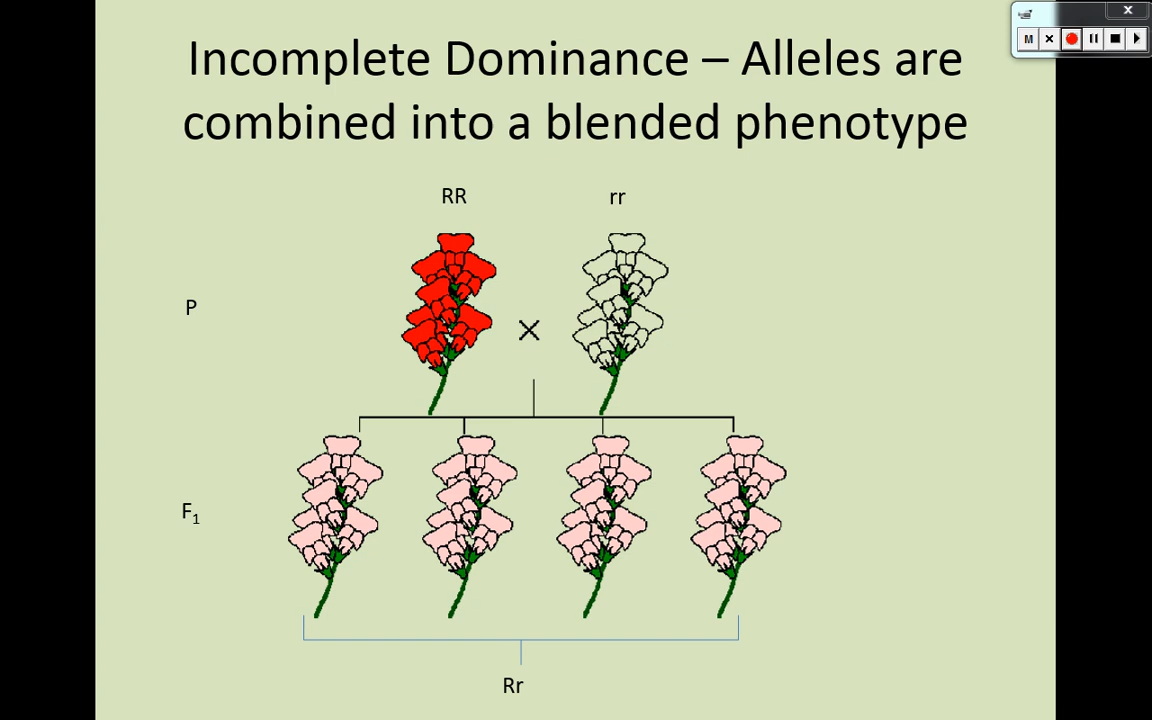 Incomplete Dominance – Alleles are
combined into a blended phenotype
RR rr
P
F₁
Rr
M